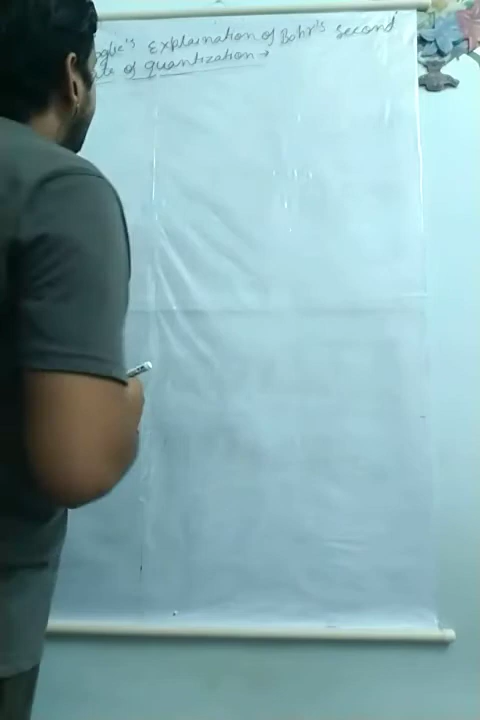 Explaination of Bohr's second
of quantization →